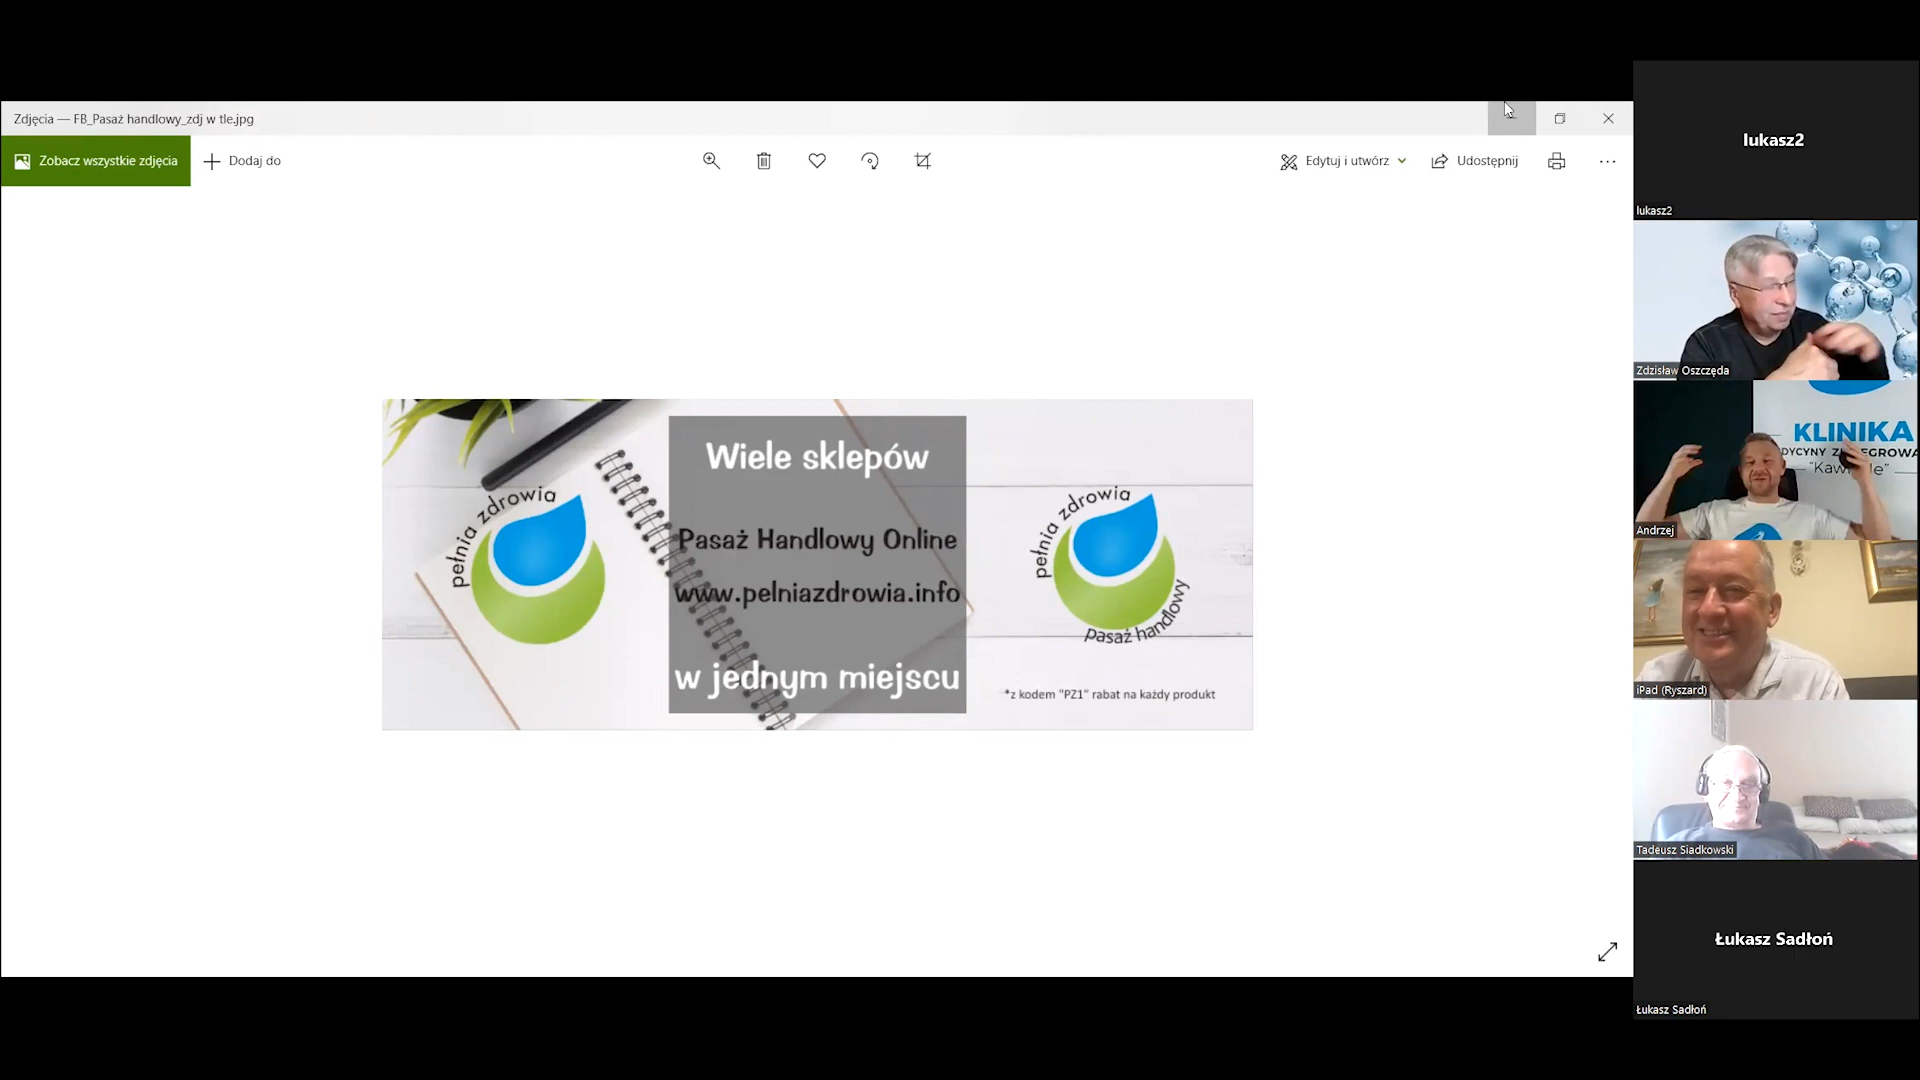 Zdjęcia — FB_Pasaż handlowy_zdj w tle.jpg
Zobacz wszystkie zdjęcia
Dodaj do
Edytuj i utwórz
Udostępnij
pełnia zdrowia
Wiele sklepów
Pasaż Handlowy Online
www.pelniazdrowia.info
w jednym miejscu
pełnia zdrowia
pasaż handlowy
*z kodem "PZ1" rabat na każdy produkt
lukasz2
lukasz2
Zdzisław Oszczęda
KLINIKA
Andrzej
iPad (Ryszard)
Tadeusz Siadkowski
Łukasz Sadłoń
Łukasz Sadłoń